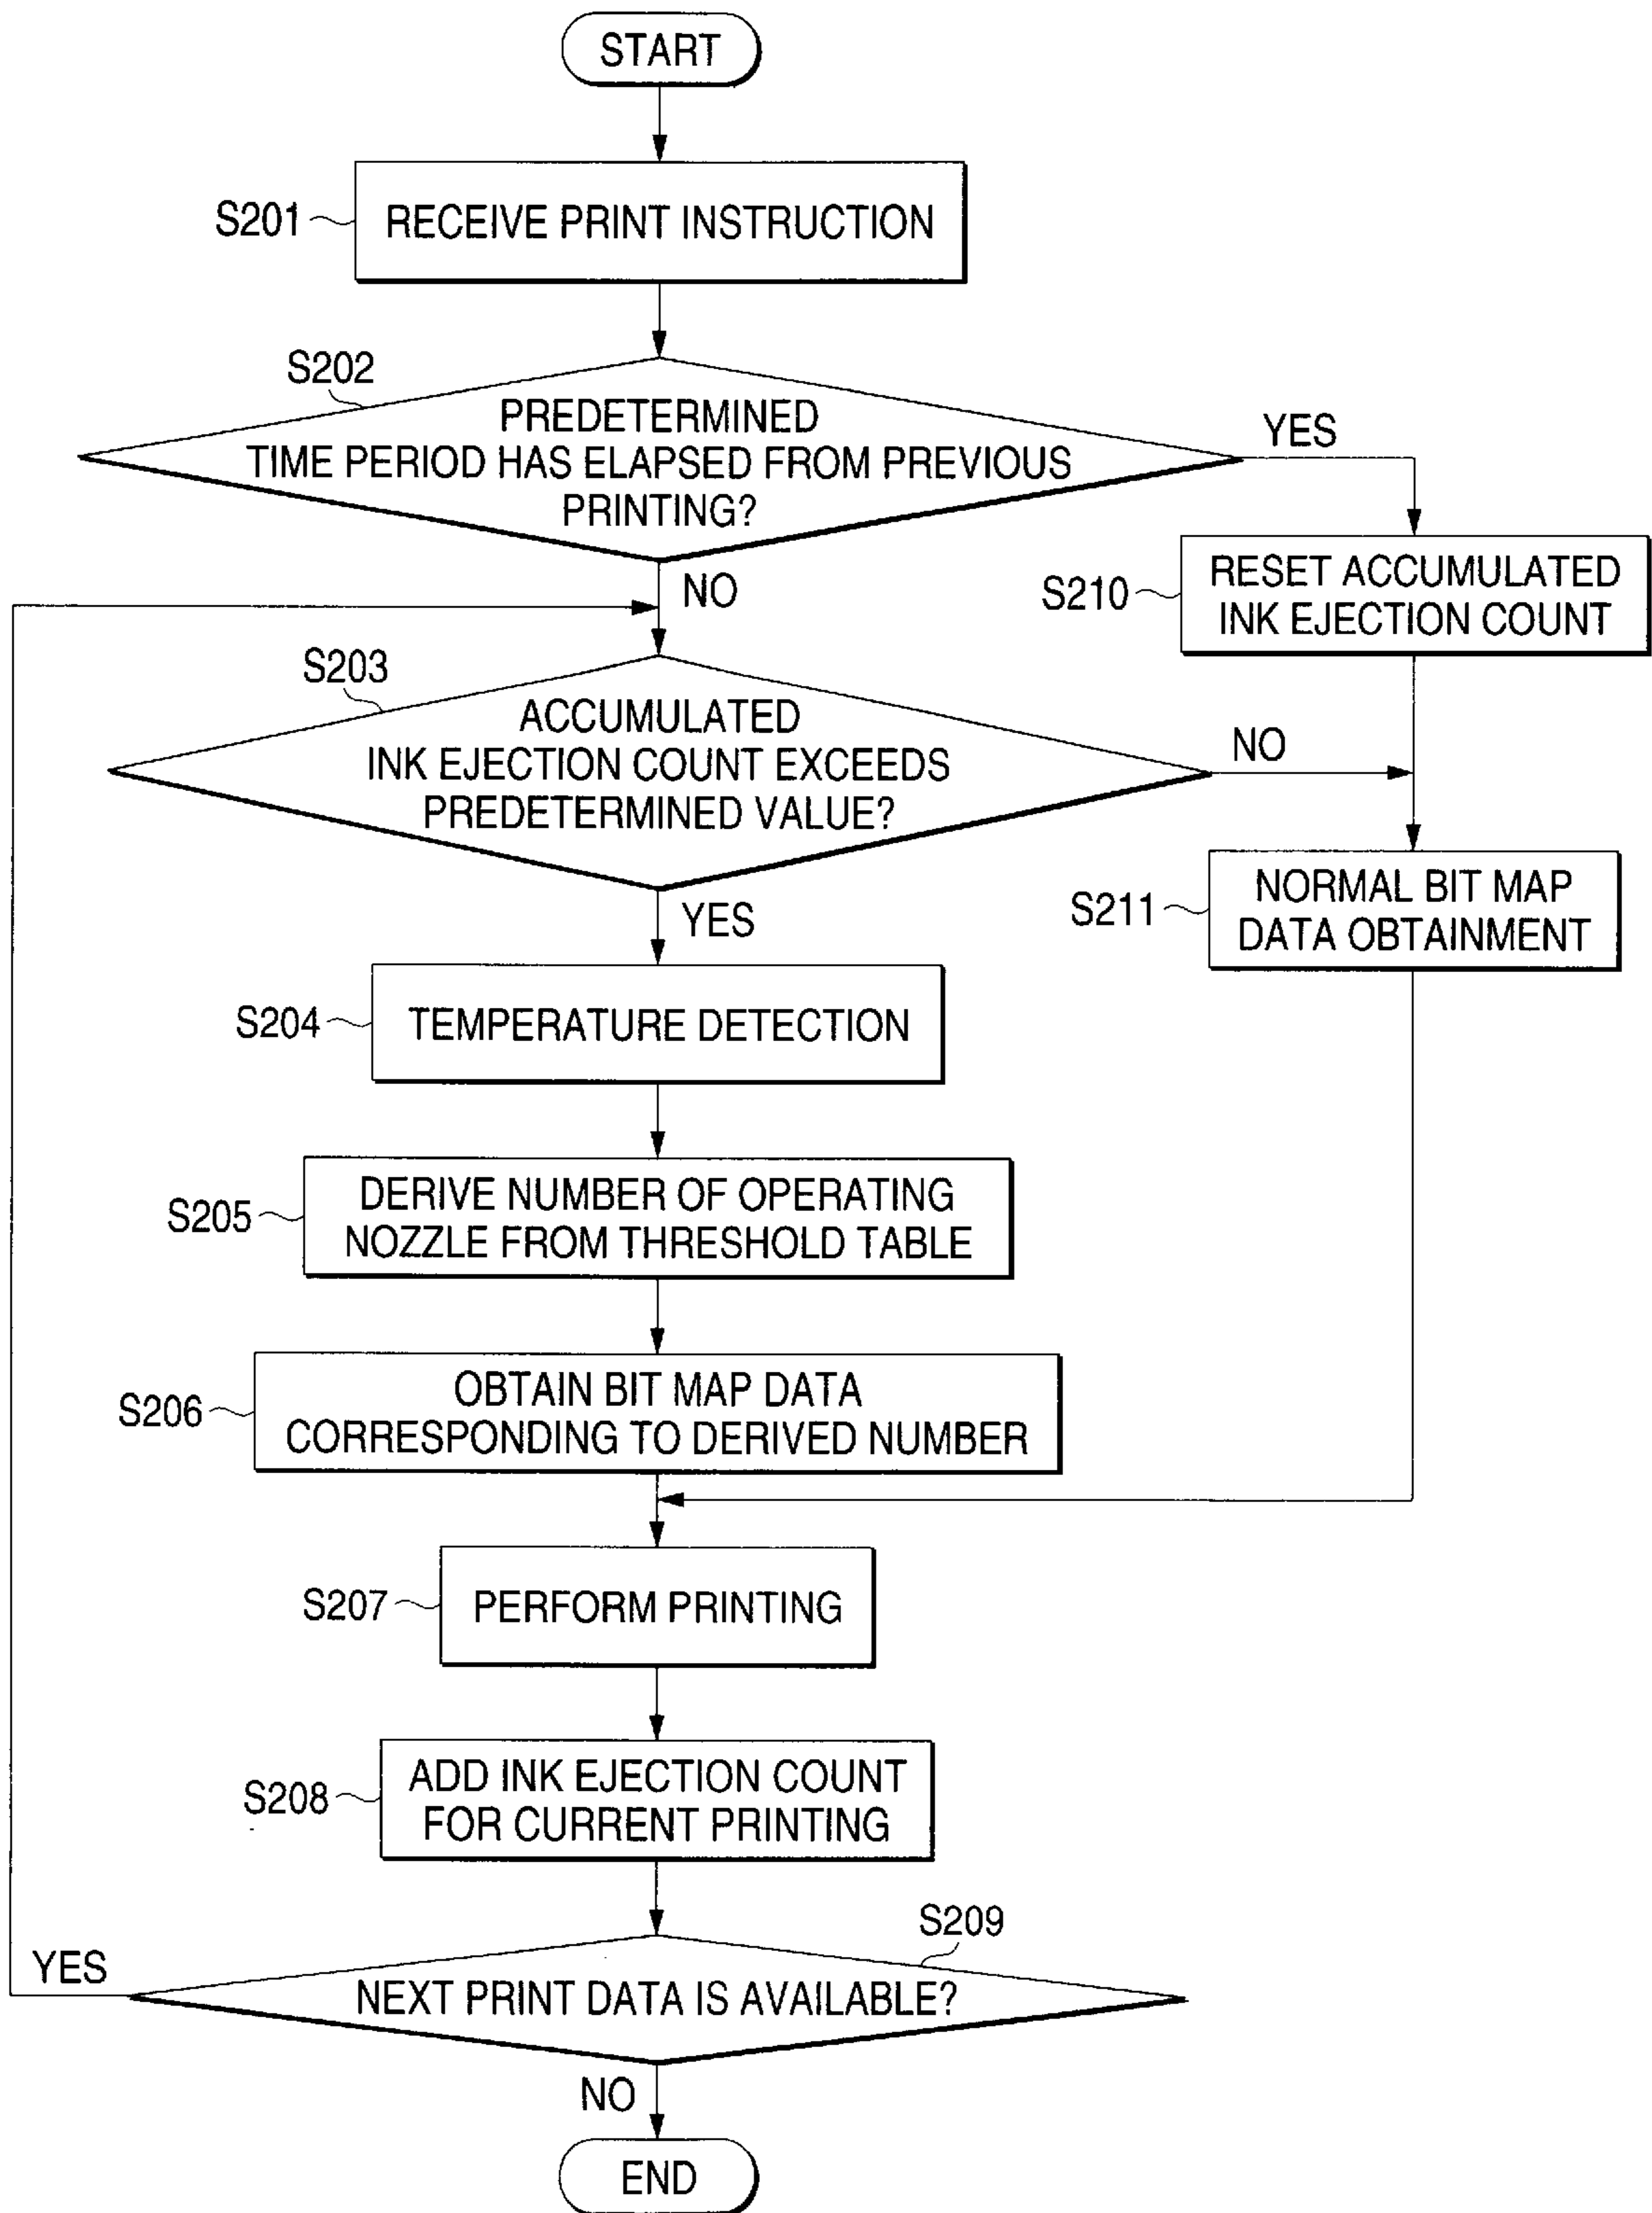 START
S201
RECEIVE PRINT INSTRUCTION
S202
PREDETERMINED
TIME PERIOD HAS ELAPSED FROM PREVIOUS
PRINTING?
YES
NO
S210
RESET ACCUMULATED
INK EJECTION COUNT
S203
ACCUMULATED
INK EJECTION COUNT EXCEEDS
PREDETERMINED VALUE?
NO
YES
S211
NORMAL BIT MAP
DATA OBTAINMENT
S204
TEMPERATURE DETECTION
S205
DERIVE NUMBER OF OPERATING
NOZZLE FROM THRESHOLD TABLE
S206
OBTAIN BIT MAP DATA
CORRESPONDING TO DERIVED NUMBER
S207
PERFORM PRINTING
S208
ADD INK EJECTION COUNT
FOR CURRENT PRINTING
S209
YES
NEXT PRINT DATA IS AVAILABLE?
NO
END